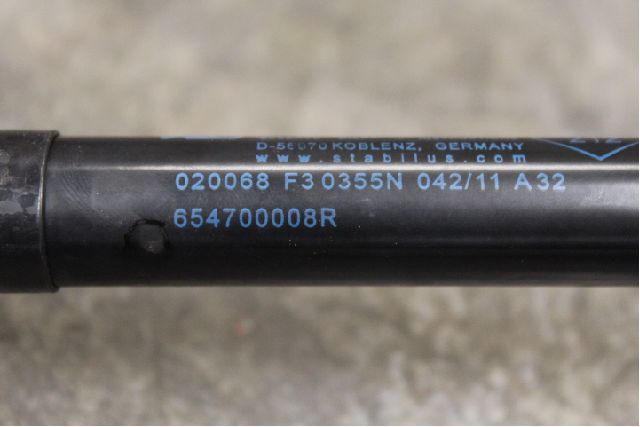 D-56070 KOBLENZ, GERMANY
www.stabilus.com
020068 F3 0355N 042/11 A32
654700008R